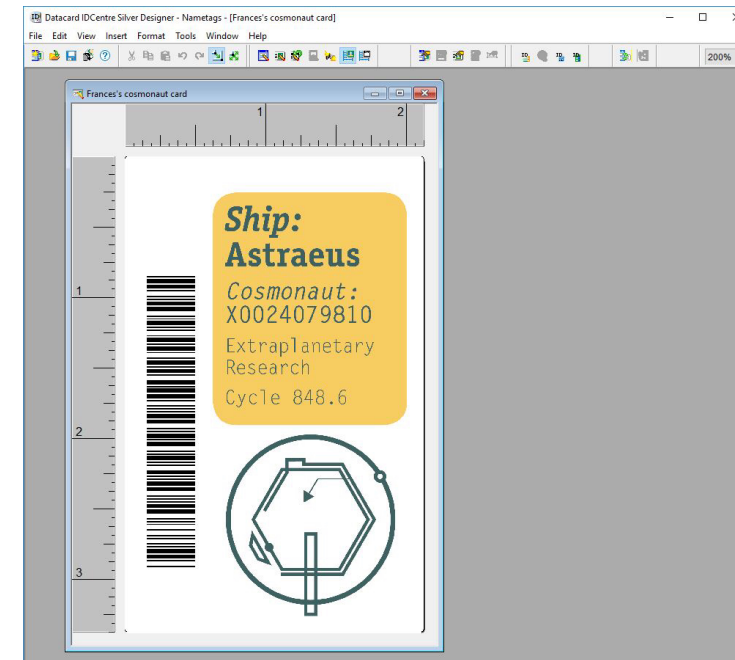 Datacard IDCentre Silver Designer - Nametags - [Frances's cosmonaut card]
File Edit View Insert Format Tools Window Help
200%
Frances's cosmonaut card
1 2
Ship:
Astraeus
Cosmonaut:
X0024079810
Extraplanetary
Research
Cycle 848.6
1
2
3